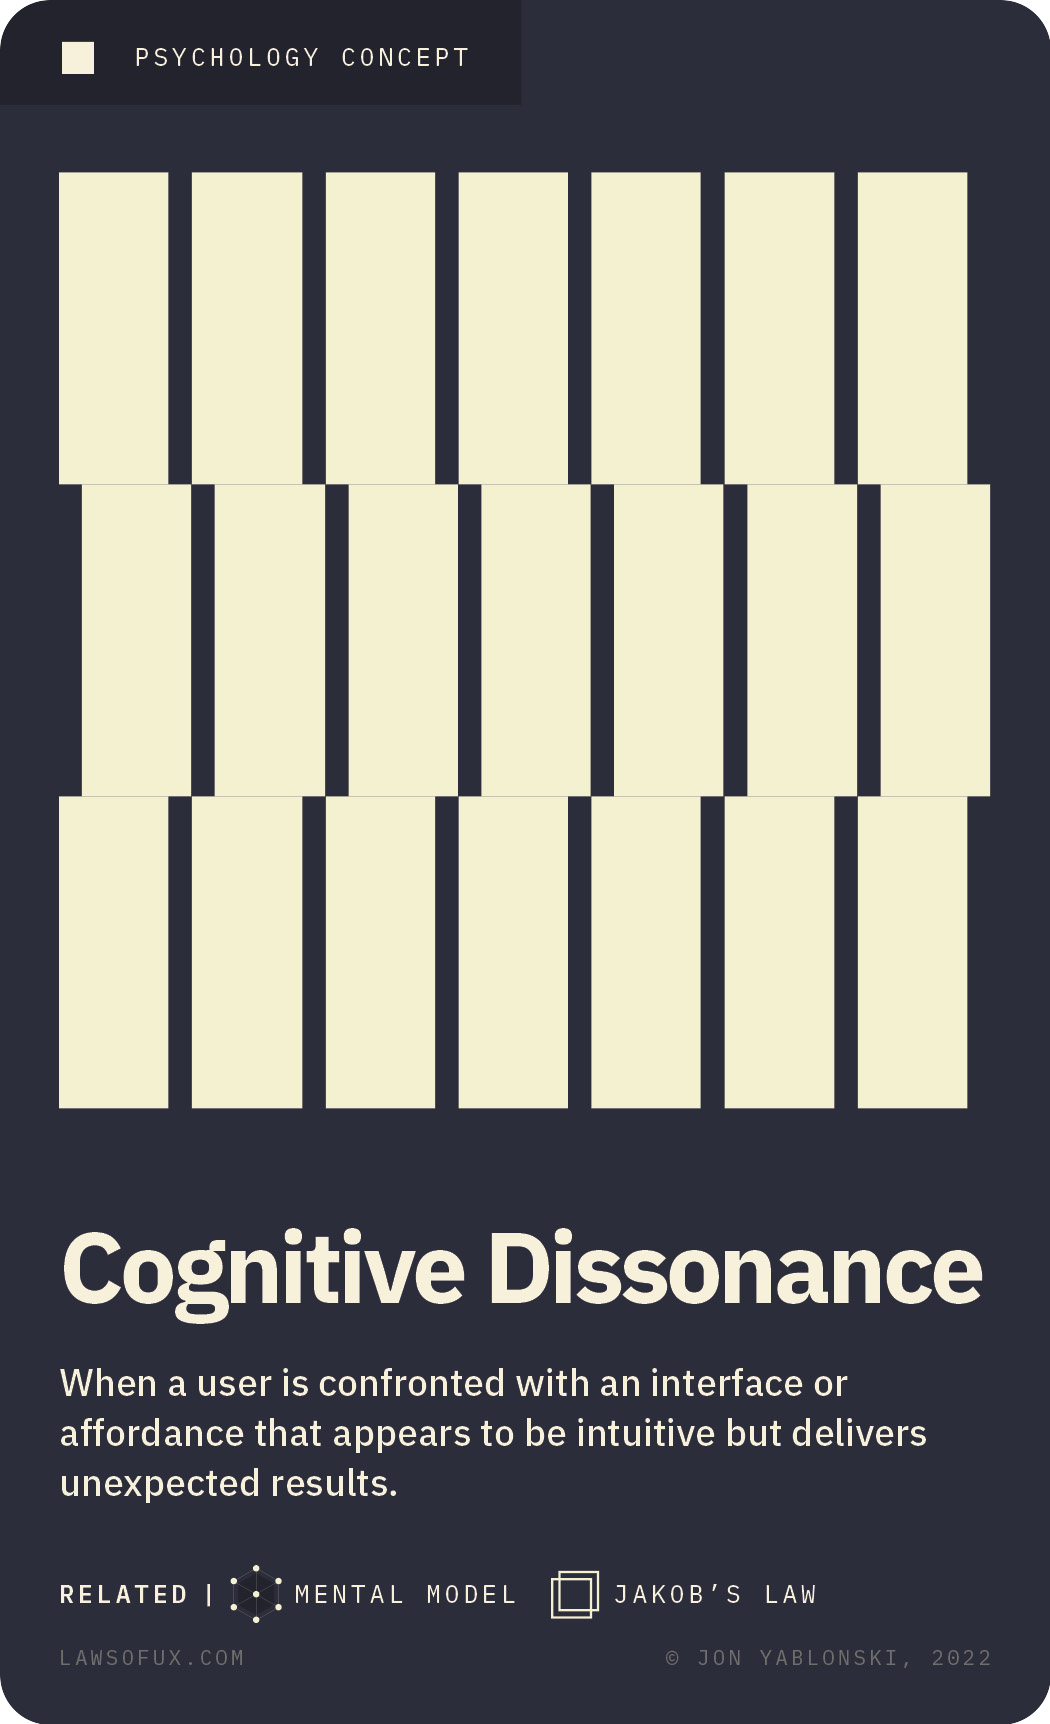 PSYCHOLOGY CONCEPT
Cognitive Dissonance
When a user is confronted with an interface or
affordance that appears to be intuitive but delivers
unexpected results.
RELATED | MENTAL MODEL JAKOB’S LAW
LAWSOFUX.COM © JON YABLONSKI, 2022